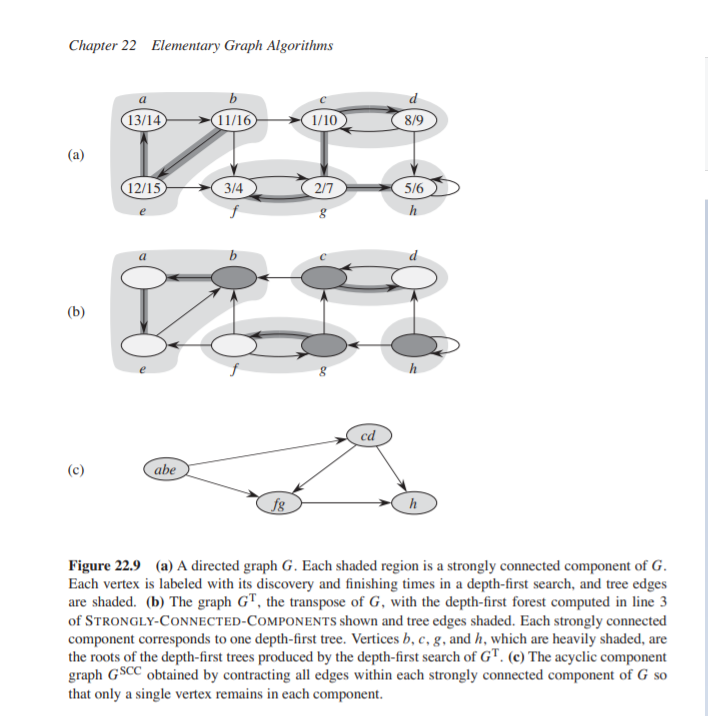 Chapter 22 Elementary Graph Algorithms
a b c d
13/14 11/16 1/10 8/9
(a)
12/15 3/4 2/7 5/6
e f g h
a b c d
(b)
e f g h
cd
(c) abe
fg h
Figure 22.9 (a) A directed graph G. Each shaded region is a strongly connected component of G.
Each vertex is labeled with its discovery and finishing times in a depth-first search, and tree edges
are shaded. (b) The graph Gᵀ, the transpose of G, with the depth-first forest computed in line 3
of STRONGLY-CONNECTED-COMPONENTS shown and tree edges shaded. Each strongly connected
component corresponds to one depth-first tree. Vertices b, c, g, and h, which are heavily shaded, are
the roots of the depth-first trees produced by the depth-first search of Gᵀ. (c) The acyclic component
graph G^SCC obtained by contracting all edges within each strongly connected component of G so
that only a single vertex remains in each component.